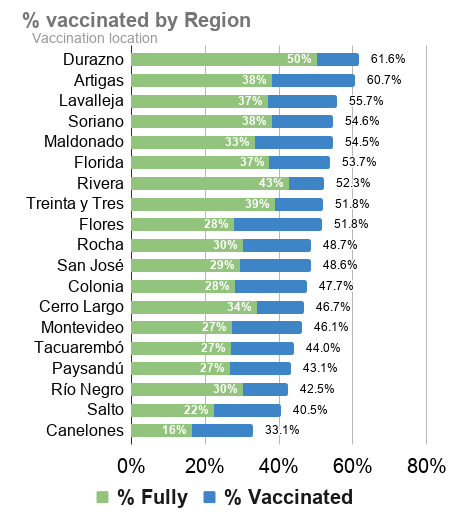 % vaccinated by Region
Vaccination location
Durazno 50% 61.6%
Artigas 38% 60.7%
Lavalleja 37% 55.7%
Soriano 38% 54.6%
Maldonado 33% 54.5%
Florida 37% 53.7%
Rivera 43% 52.3%
Treinta y Tres 39% 51.8%
Flores 28% 51.8%
Rocha 30% 48.7%
San José 29% 48.6%
Colonia 28% 47.7%
Cerro Largo 34% 46.7%
Montevideo 27% 46.1%
Tacuarembó 27% 44.0%
Paysandú 27% 43.1%
Río Negro 30% 42.5%
Salto 22% 40.5%
Canelones 16% 33.1%
0% 20% 40% 60% 80%
% Fully % Vaccinated